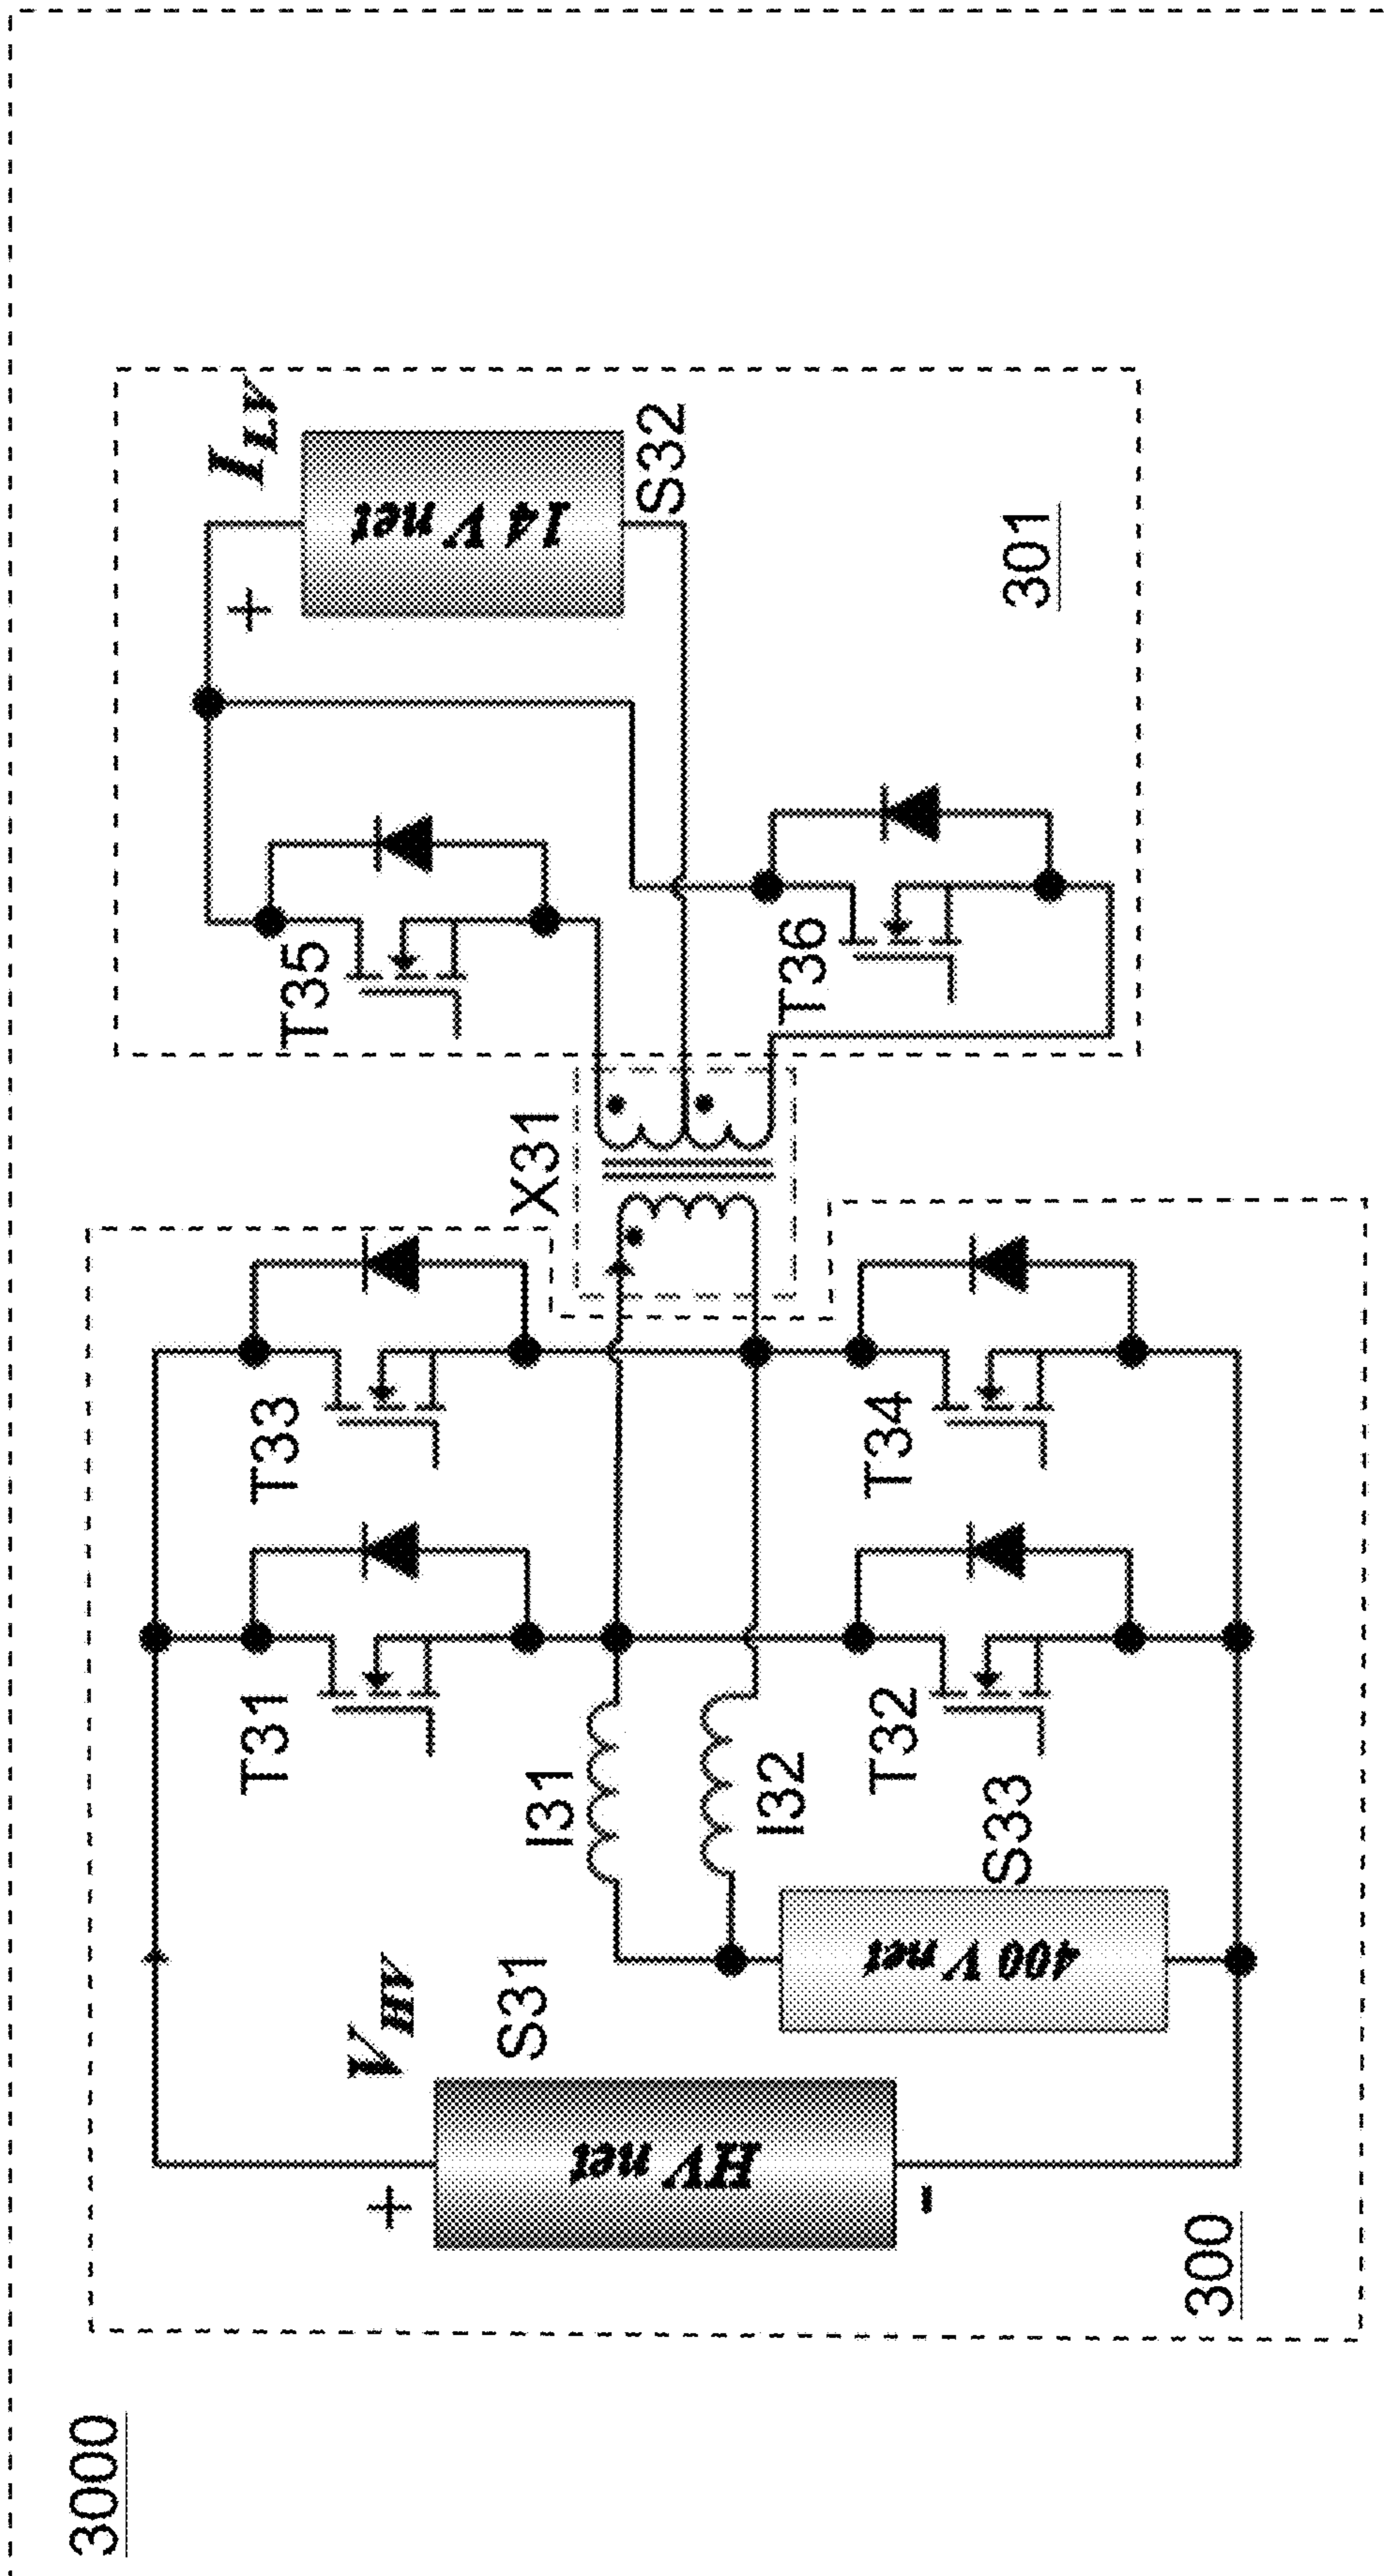 3000
300
HV net
+
-
V_HV
S31
400 V net
S33
I31
I32
T31
T32
T33
T34
X31
T35
T36
+
14 V net
S32
I_LV
301